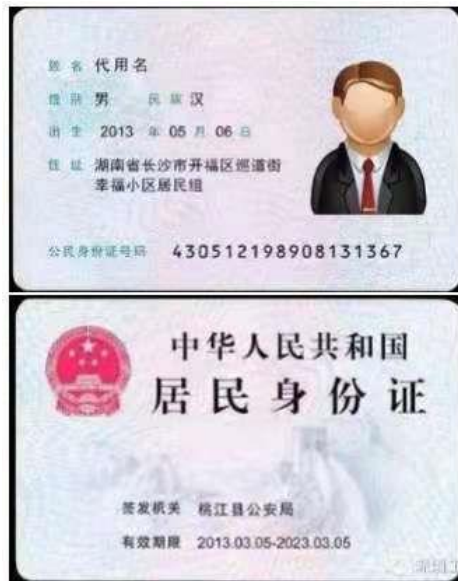 姓名 代用名
性别 男 民族 汉
出生 2013 年 05 月 06 日
住址 湖南省长沙市开福区巡道街
幸福小区居民组
公民身份证号码 430512198908131367
中华人民共和国
居民身份证
签发机关 桃江县公安局
有效期限 2013.03.05-2023.03.05